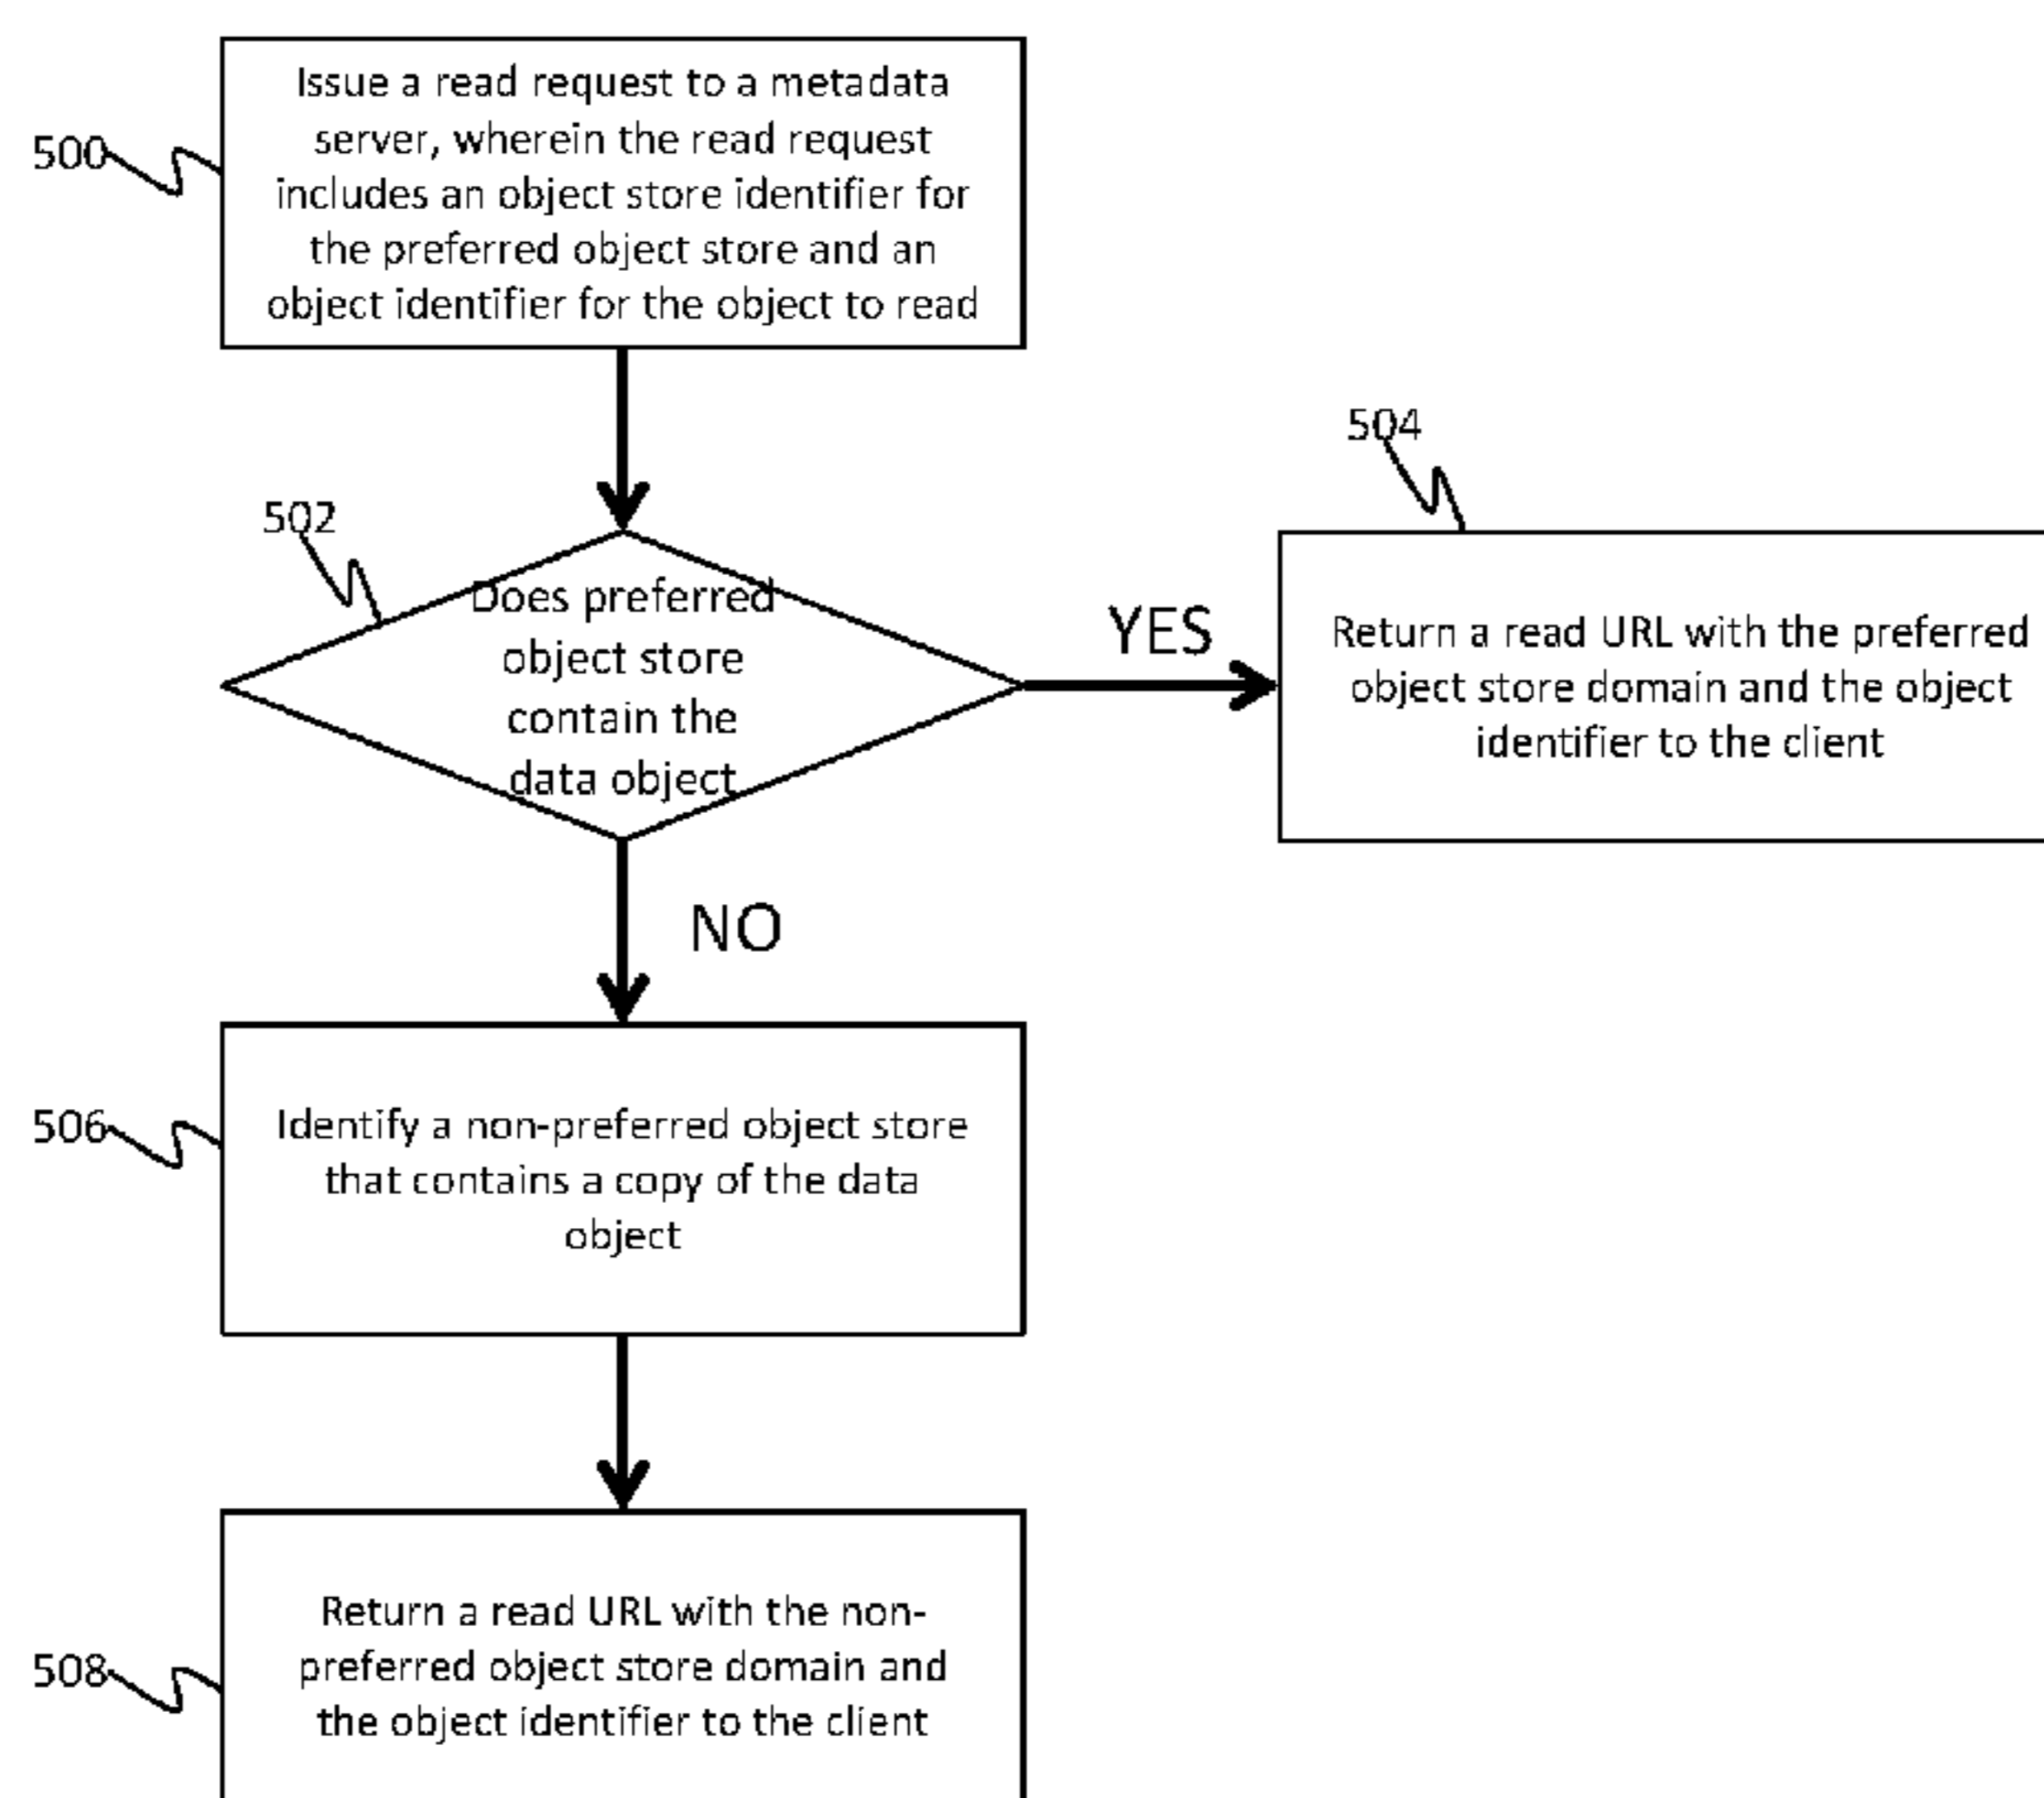 500
Issue a read request to a metadata
server, wherein the read request
includes an object store identifier for
the preferred object store and an
object identifier for the object to read
502
Does preferred
object store
contain the
data object
YES
504
Return a read URL with the preferred
object store domain and the object
identifier to the client
NO
506
Identify a non-preferred object store
that contains a copy of the data
object
508
Return a read URL with the non-
preferred object store domain and
the object identifier to the client